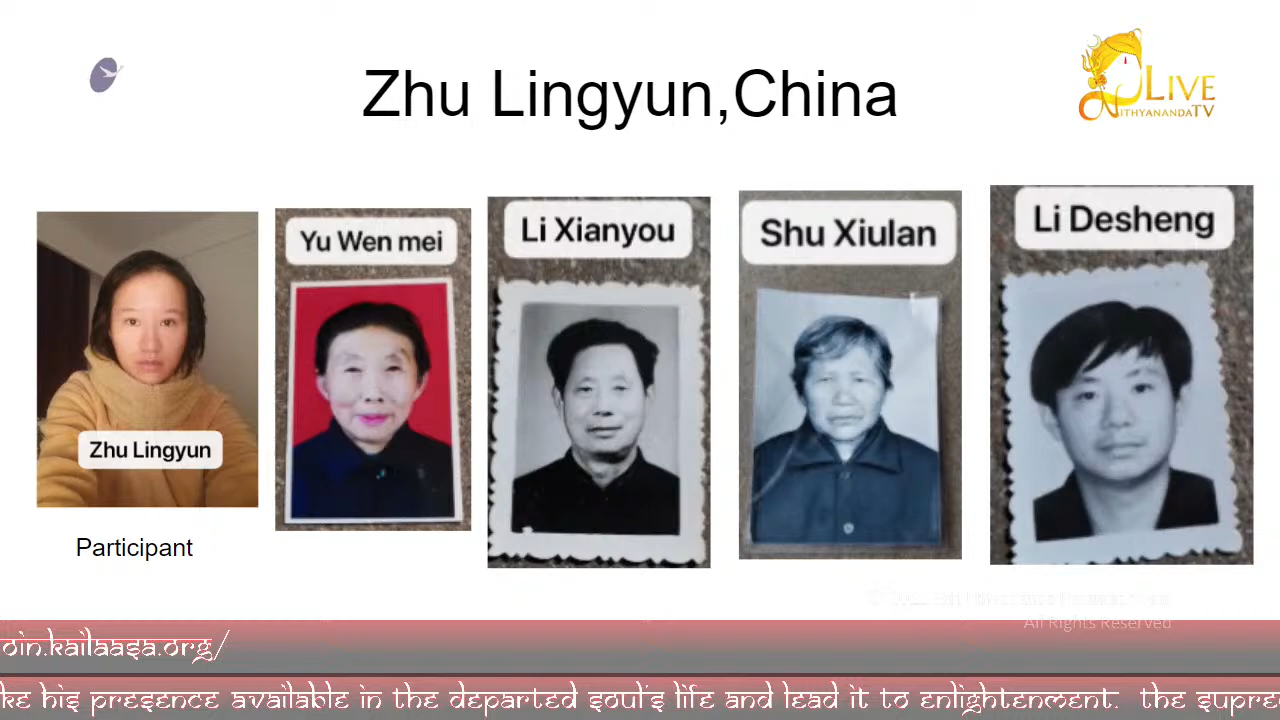 Zhu Lingyun,China
LIVE
NITHYANANDA TV
Zhu Lingyun
Yu Wen mei
Li Xianyou
Shu Xiulan
Li Desheng
Participant
All Rights Reserved
oin.kailaasa.org/
ke his presence available in the departed soul's life and lead it to enlightenment. the supre